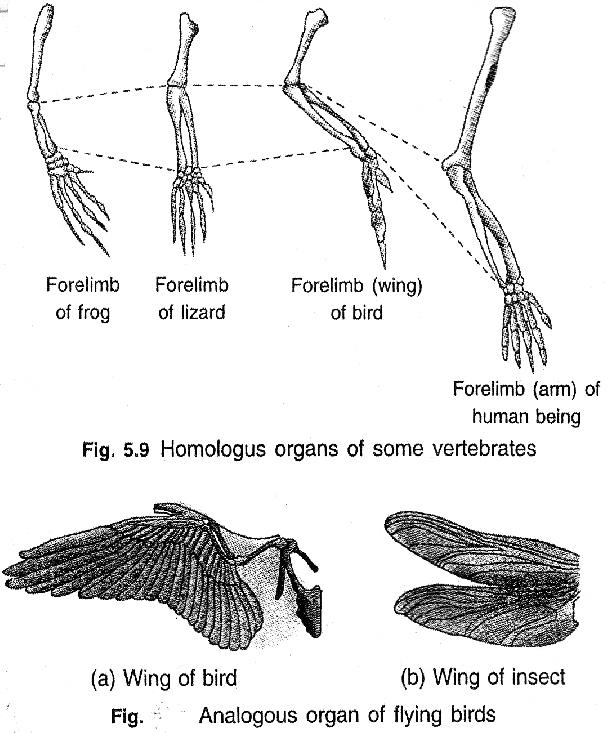 Forelimb
of frog
Forelimb
of lizard
Forelimb (wing)
of bird
Forelimb (arm) of
human being
Fig. 5.9 Homologus organs of some vertebrates
(a) Wing of bird
(b) Wing of insect
Fig. Analogous organ of flying birds